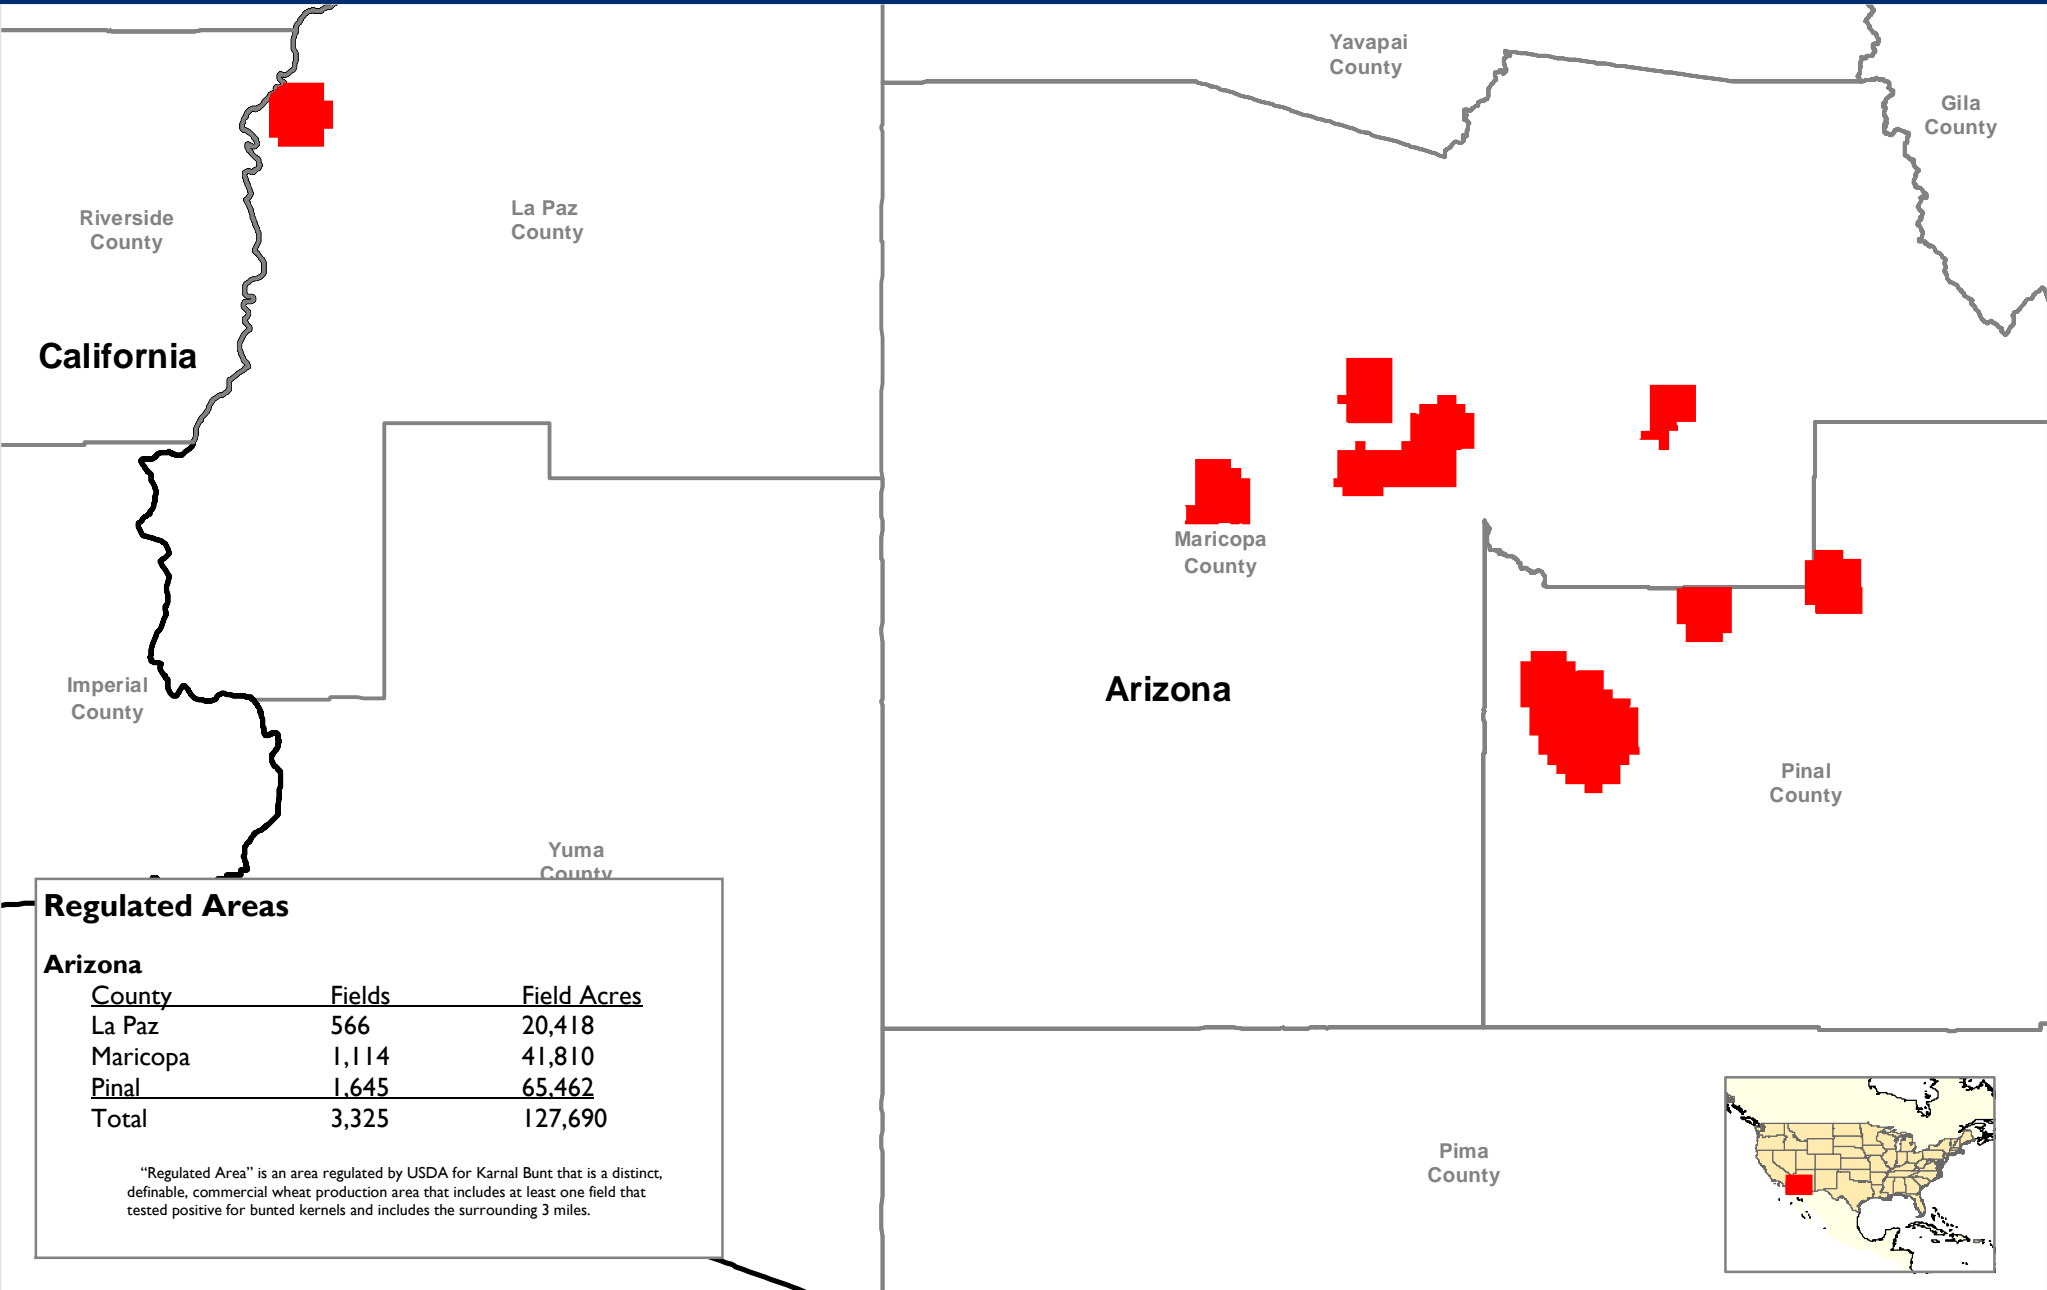 Yavapai
County
Gila
County
Riverside
County
La Paz
County
California
Maricopa
County
Arizona
Imperial
County
Pinal
County
Yuma
County
Regulated Areas
Arizona
County Fields Field Acres
La Paz 566 20,418
Maricopa 1,114 41,810
Pinal 1,645 65,462
Total 3,325 127,690
“Regulated Area” is an area regulated by USDA for Karnal Bunt that is a distinct,
definable, commercial wheat production area that includes at least one field that
tested positive for bunted kernels and includes the surrounding 3 miles.
Pima
County